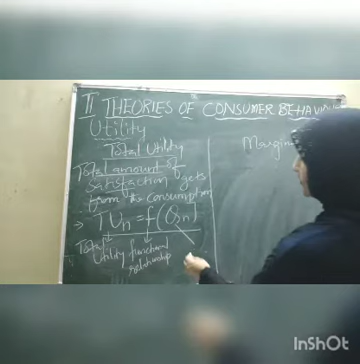 II THEORIES OF CONSUMER BEHAVIOUR
Utility
Total Utility
Total amount of
satisfaction gets
from its consumption
⇒ TUn = f(Qn)
Total
Utility functional
relationship
Margin
InShOt